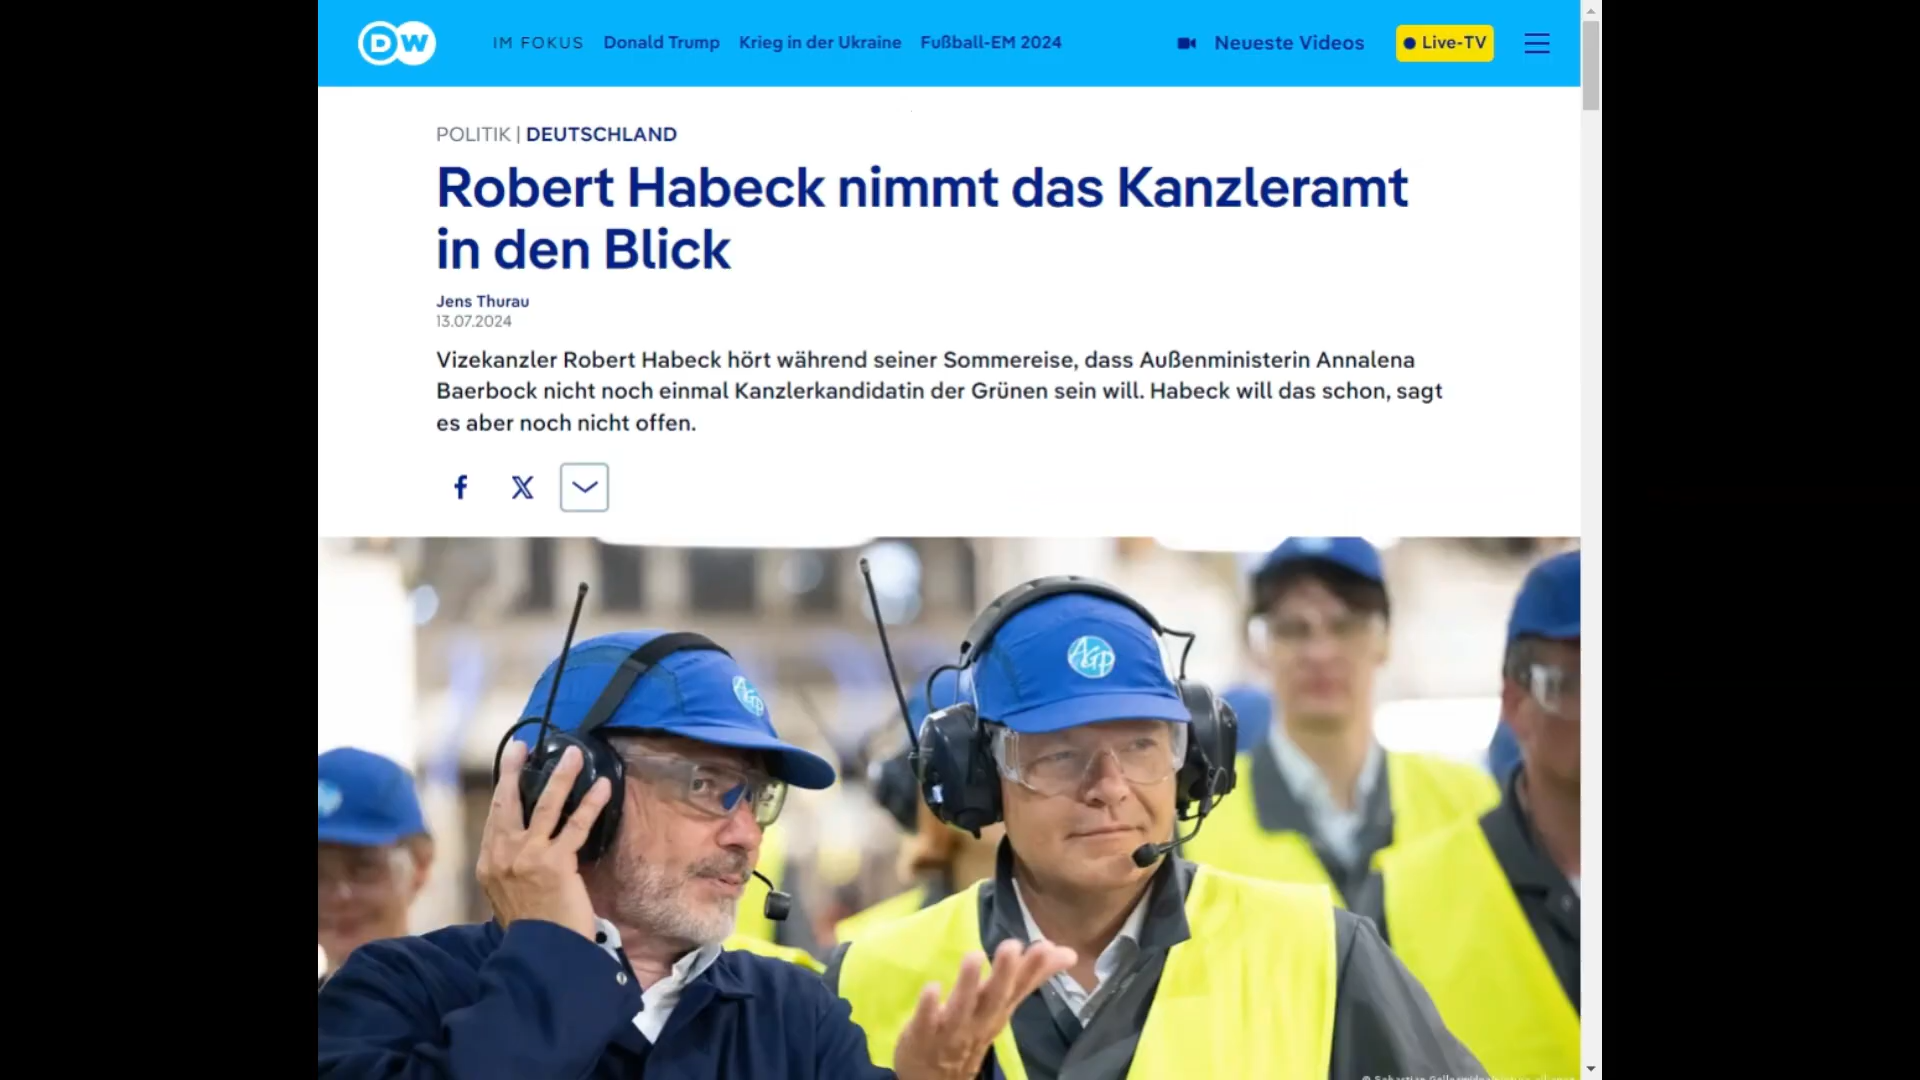 DW
IM FOKUS Donald Trump Krieg in der Ukraine Fußball-EM 2024 Neueste Videos Live-TV
POLITIK | DEUTSCHLAND
Robert Habeck nimmt das Kanzleramt
in den Blick
Jens Thurau
13.07.2024
Vizekanzler Robert Habeck hört während seiner Sommereise, dass Außenministerin Annalena
Baerbock nicht noch einmal Kanzlerkandidatin der Grünen sein will. Habeck will das schon, sagt
es aber noch nicht offen.
AGP
AGP